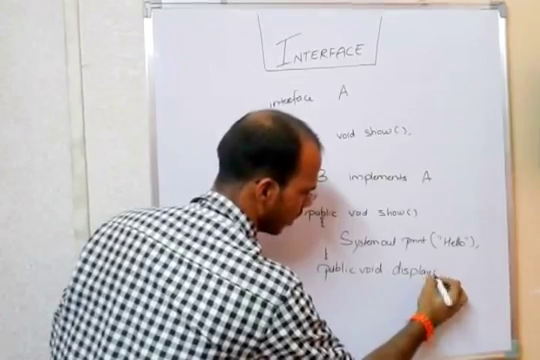 INTERFACE
interface A
void show();
B implements A
public void show()
System.out.print("Hello");
public void display